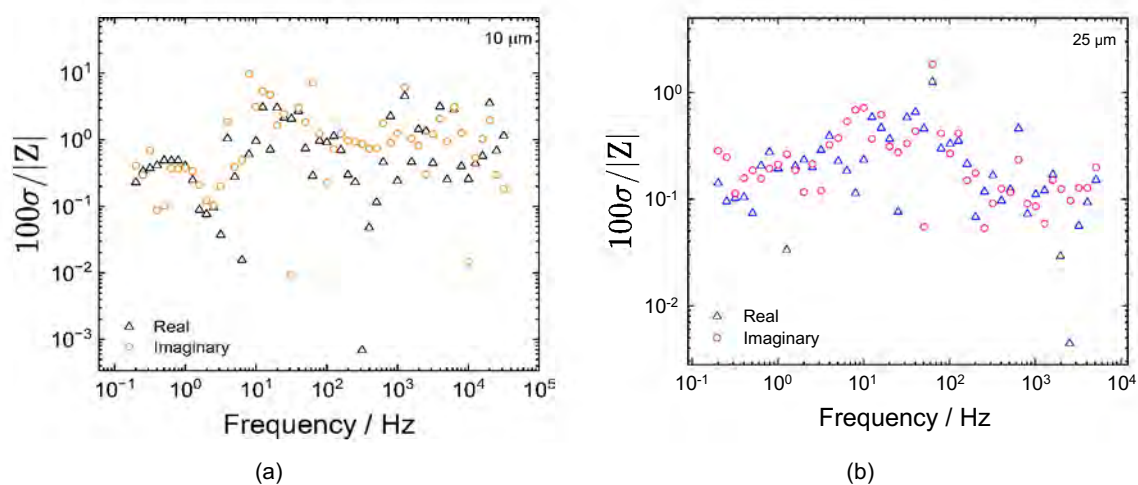 10 μm
10¹
10⁰
10⁻¹
10⁻²
10⁻³
100σ/|Z|
Real
Imaginary
10⁻¹ 10⁰ 10¹ 10² 10³ 10⁴ 10⁵
Frequency / Hz
(a)
25 μm
10⁰
10⁻¹
10⁻²
100σ/|Z|
Real
Imaginary
10⁻¹ 10⁰ 10¹ 10² 10³ 10⁴
Frequency / Hz
(b)